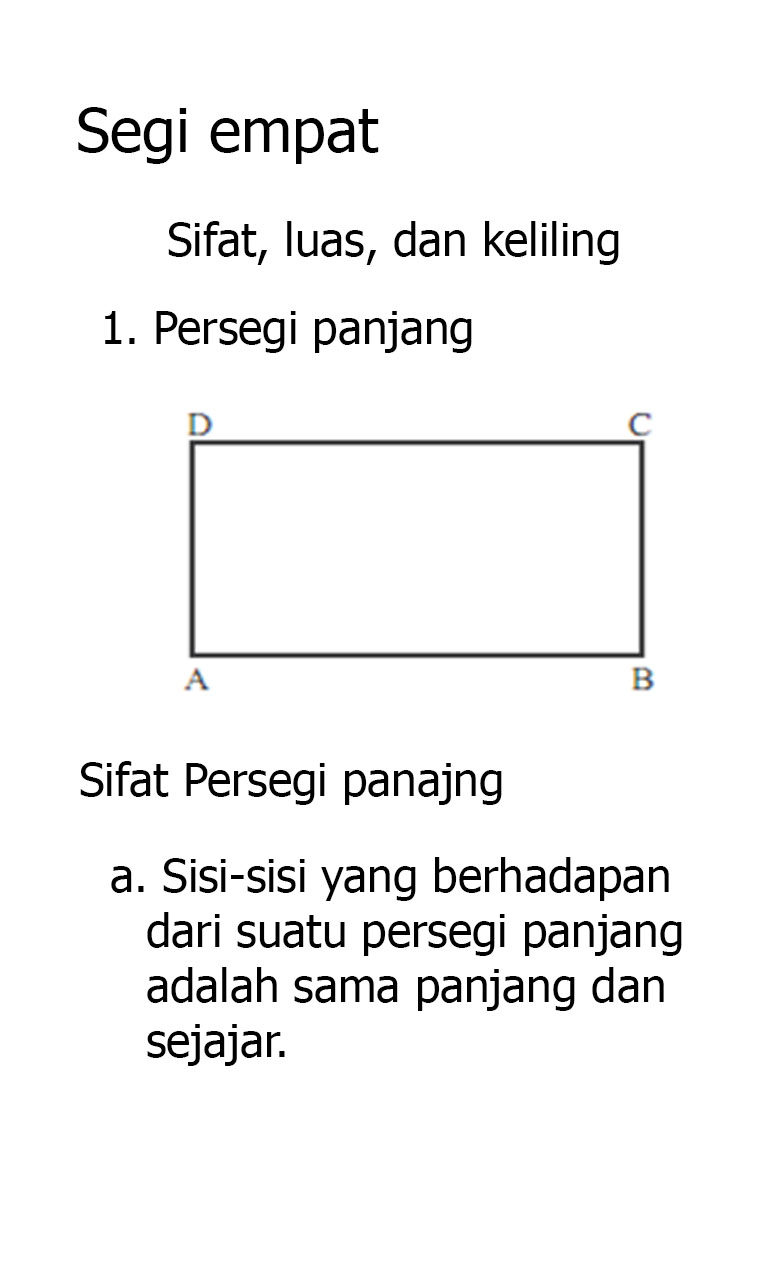 Segi empat
Sifat, luas, dan keliling
1. Persegi panjang
D C
A B
Sifat Persegi panajng
a. Sisi-sisi yang berhadapan
dari suatu persegi panjang
adalah sama panjang dan
sejajar.